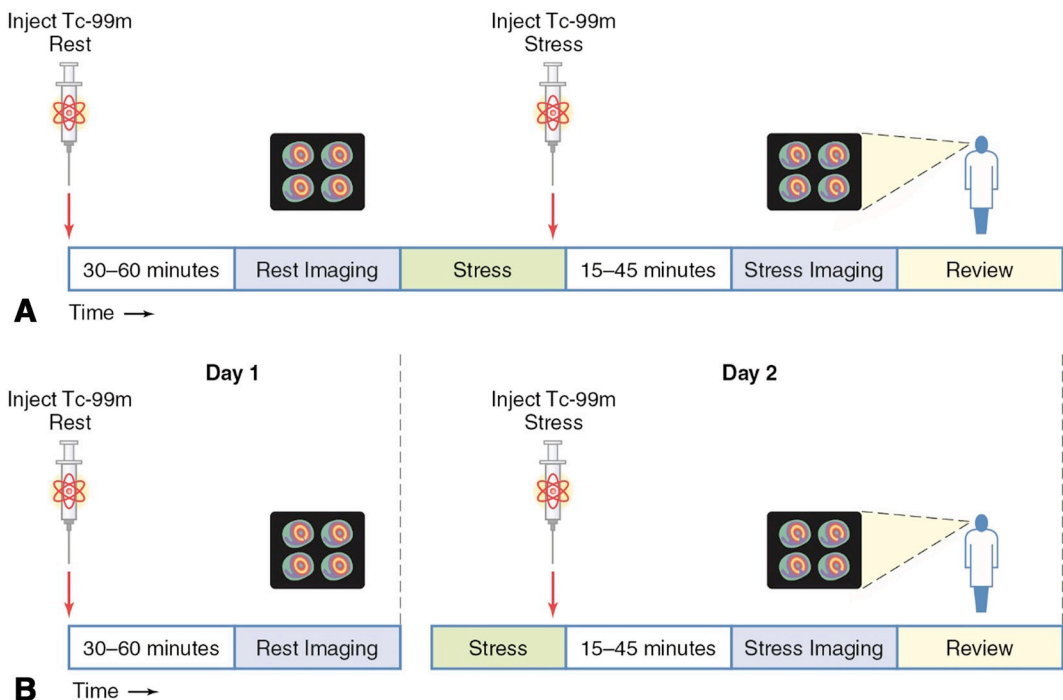 Inject Tc-99m
Rest
Inject Tc-99m
Stress
30–60 minutes
Rest Imaging
Stress
15–45 minutes
Stress Imaging
Review
A
Time →
Day 1
Day 2
Inject Tc-99m
Rest
Inject Tc-99m
Stress
30–60 minutes
Rest Imaging
Stress
15–45 minutes
Stress Imaging
Review
B
Time →